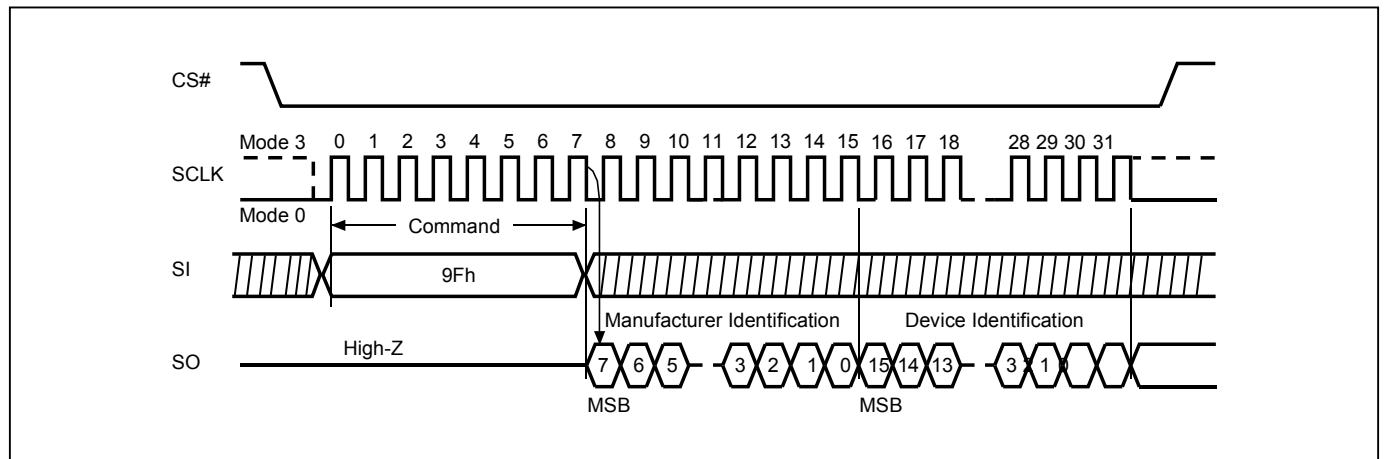 CS#
Mode 3 0 1 2 3 4 5 6 7 8 9 10 11 12 13 14 15 16 17 18 28 29 30 31
SCLK
Mode 0
Command
SI 9Fh
Manufacturer Identification Device Identification
High-Z
SO 7 6 5 3 2 1 0 15 14 13 3 2 1 0
MSB MSB